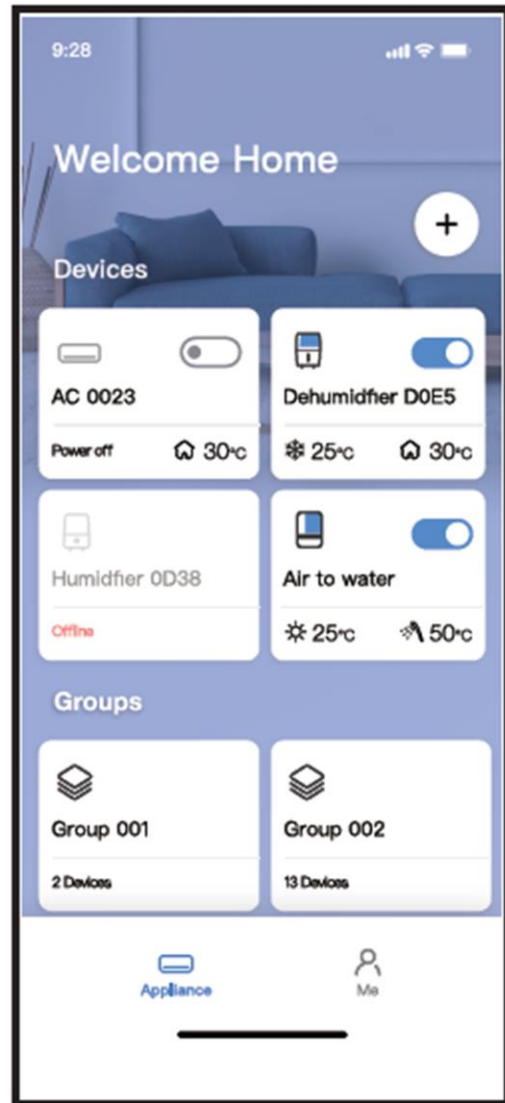 9:28
Welcome Home
Devices
AC 0023
Power off 30°C
Dehumidfier D0E5
25°C 30°C
Humidfier 0D38
Offline
Air to water
25°C 50°C
Groups
Group 001
2 Devices
Group 002
13 Devices
Appliance
Me